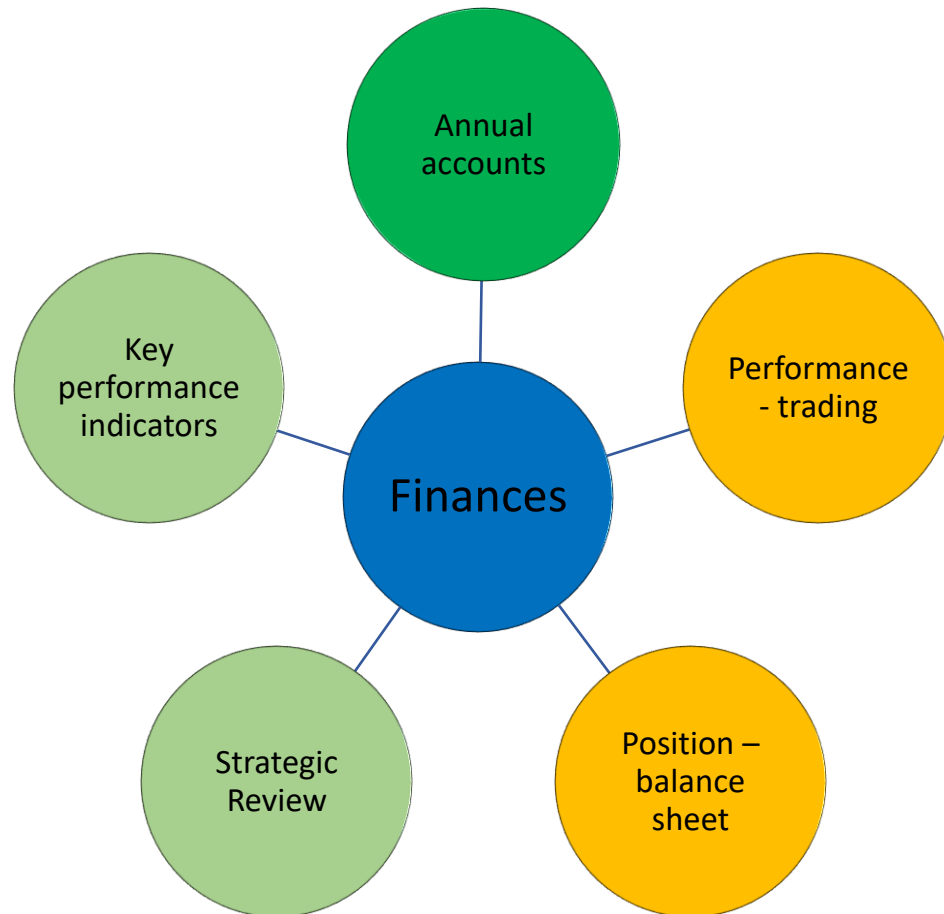 Annual
accounts
Key
performance
indicators
Performance
- trading
Finances
Strategic
Review
Position –
balance
sheet